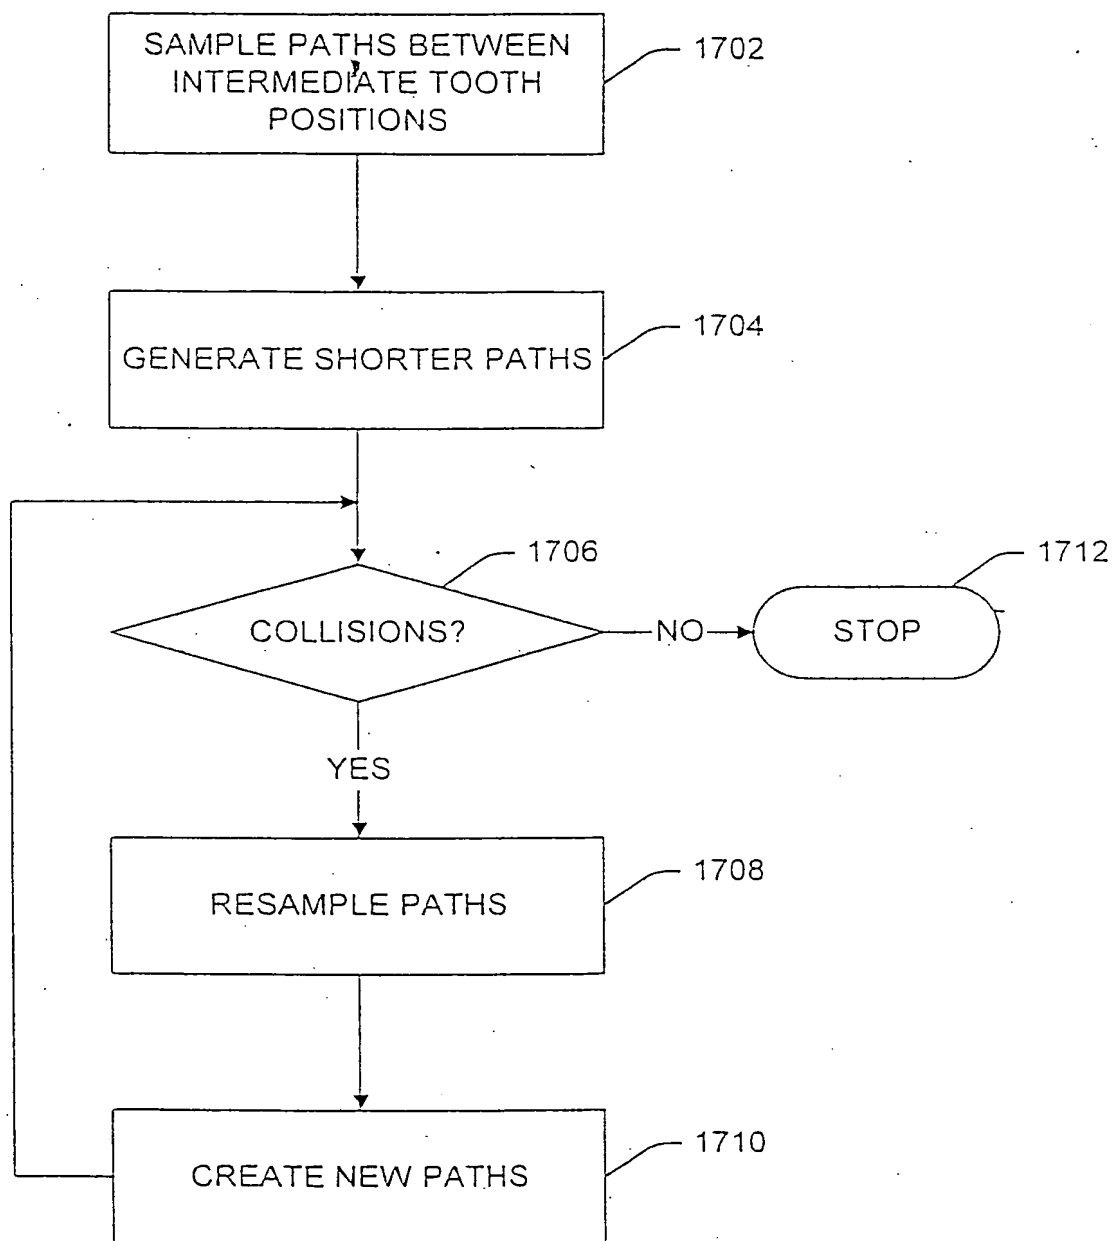 SAMPLE PATHS BETWEEN
INTERMEDIATE TOOTH
POSITIONS
1702
GENERATE SHORTER PATHS
1704
COLLISIONS?
1706
NO
STOP
1712
YES
RESAMPLE PATHS
1708
CREATE NEW PATHS
1710